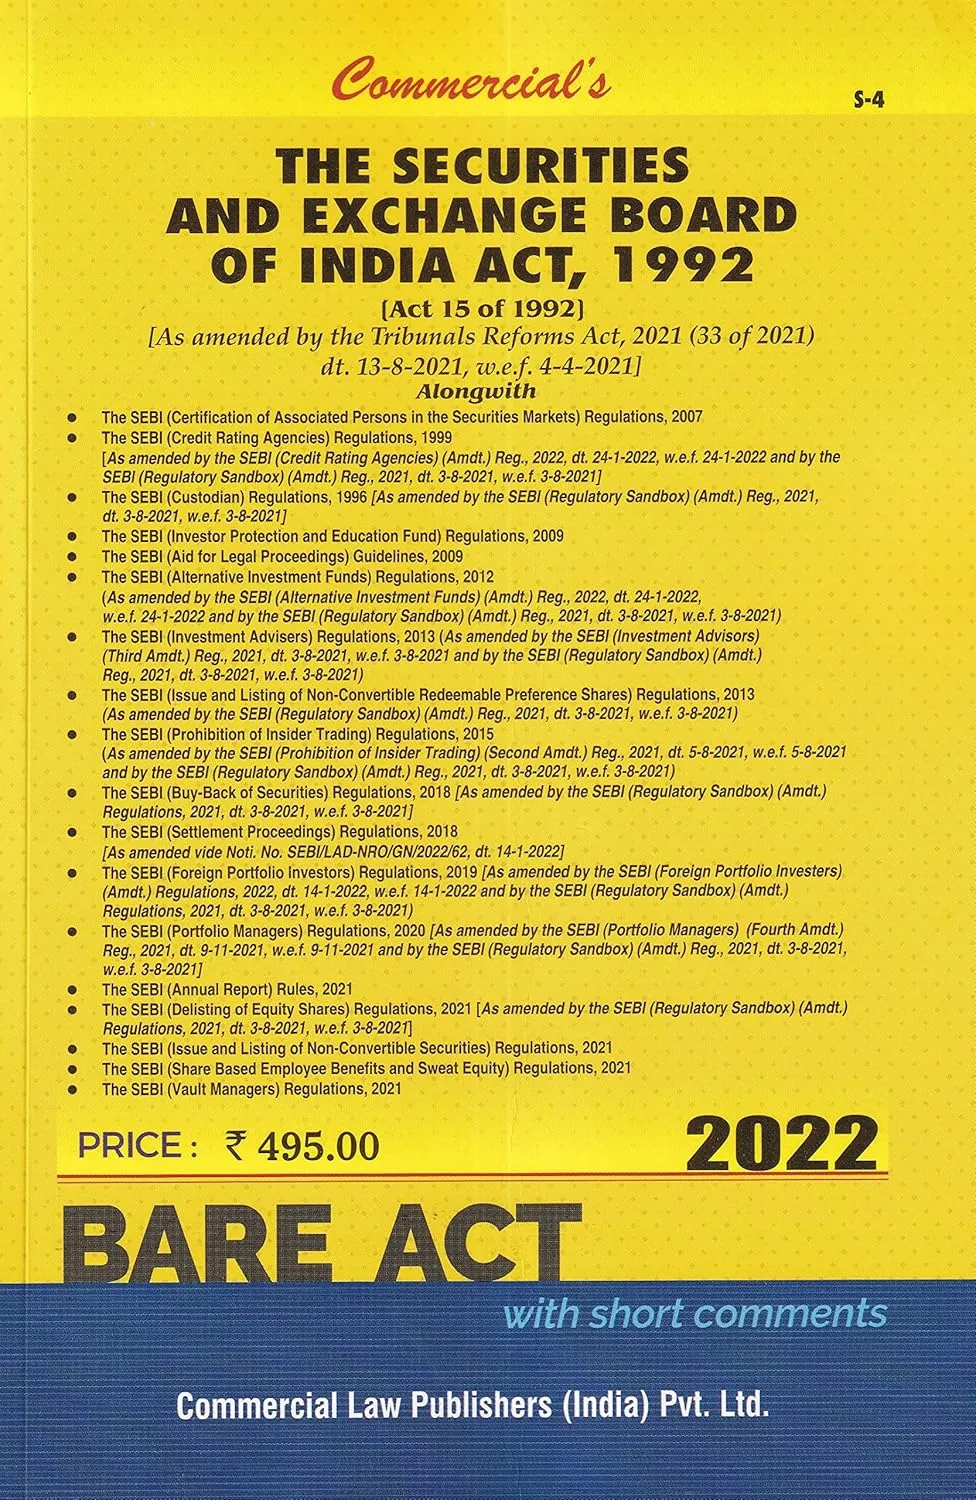 Commercial's
S-4
THE SECURITIES
AND EXCHANGE BOARD
OF INDIA ACT, 1992
(Act 15 of 1992)
[As amended by the Tribunals Reforms Act, 2021 (33 of 2021)
dt. 13-8-2021, w.e.f. 4-4-2021]
Alongwith
● The SEBI (Certification of Associated Persons in the Securities Markets) Regulations, 2007
● The SEBI (Credit Rating Agencies) Regulations, 1999
[As amended by the SEBI (Credit Rating Agencies) (Amdt.) Reg., 2022, dt. 24-1-2022, w.e.f. 24-1-2022 and by the
SEBI (Regulatory Sandbox) (Amdt.) Reg., 2021, dt. 3-8-2021, w.e.f. 3-8-2021]
● The SEBI (Custodian) Regulations, 1996 [As amended by the SEBI (Regulatory Sandbox) (Amdt.) Reg., 2021,
dt. 3-8-2021, w.e.f. 3-8-2021]
● The SEBI (Investor Protection and Education Fund) Regulations, 2009
● The SEBI (Aid for Legal Proceedings) Guidelines, 2009
● The SEBI (Alternative Investment Funds) Regulations, 2012
(As amended by the SEBI (Alternative Investment Funds) (Amdt.) Reg., 2022, dt. 24-1-2022,
w.e.f. 24-1-2022 and by the SEBI (Regulatory Sandbox) (Amdt.) Reg., 2021, dt. 3-8-2021, w.e.f. 3-8-2021)
● The SEBI (Investment Advisers) Regulations, 2013 (As amended by the SEBI (Investment Advisors)
(Third Amdt.) Reg., 2021, dt. 3-8-2021, w.e.f. 3-8-2021 and by the SEBI (Regulatory Sandbox) (Amdt.)
Reg., 2021, dt. 3-8-2021, w.e.f. 3-8-2021)
● The SEBI (Issue and Listing of Non-Convertible Redeemable Preference Shares) Regulations, 2013
(As amended by the SEBI (Regulatory Sandbox) (Amdt.) Reg., 2021, dt. 3-8-2021, w.e.f. 3-8-2021)
● The SEBI (Prohibition of Insider Trading) Regulations, 2015
(As amended by the SEBI (Prohibition of Insider Trading) (Second Amdt.) Reg., 2021, dt. 5-8-2021, w.e.f. 5-8-2021
and by the SEBI (Regulatory Sandbox) (Amdt.) Reg., 2021, dt. 3-8-2021, w.e.f. 3-8-2021)
● The SEBI (Buy-Back of Securities) Regulations, 2018 [As amended by the SEBI (Regulatory Sandbox) (Amdt.)
Regulations, 2021, dt. 3-8-2021, w.e.f. 3-8-2021]
● The SEBI (Settlement Proceedings) Regulations, 2018
[As amended vide Noti. No. SEBI/LAD-NRO/GN/2022/62, dt. 14-1-2022]
● The SEBI (Foreign Portfolio Investors) Regulations, 2019 [As amended by the SEBI (Foreign Portfolio Investers)
(Amdt.) Regulations, 2022, dt. 14-1-2022, w.e.f. 14-1-2022 and by the SEBI (Regulatory Sandbox) (Amdt.)
Regulations, 2021, dt. 3-8-2021, w.e.f. 3-8-2021)
● The SEBI (Portfolio Managers) Regulations, 2020 [As amended by the SEBI (Portfolio Managers) (Fourth Amdt.)
Reg., 2021, dt. 9-11-2021, w.e.f. 9-11-2021 and by the SEBI (Regulatory Sandbox) (Amdt.) Reg., 2021, dt. 3-8-2021,
w.e.f. 3-8-2021]
● The SEBI (Annual Report) Rules, 2021
● The SEBI (Delisting of Equity Shares) Regulations, 2021 [As amended by the SEBI (Regulatory Sandbox) (Amdt.)
Regulations, 2021, dt. 3-8-2021, w.e.f. 3-8-2021]
● The SEBI (Issue and Listing of Non-Convertible Securities) Regulations, 2021
● The SEBI (Share Based Employee Benefits and Sweat Equity) Regulations, 2021
● The SEBI (Vault Managers) Regulations, 2021
PRICE : ₹ 495.00
2022
BARE ACT
with short comments
Commercial Law Publishers (India) Pvt. Ltd.